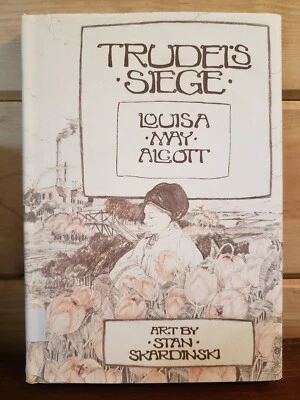 TRUDEL'S
·SIEGE·
LOUISA
·MAY·
ALCOTT
ART BY
·STAN·
SKARDINSKI